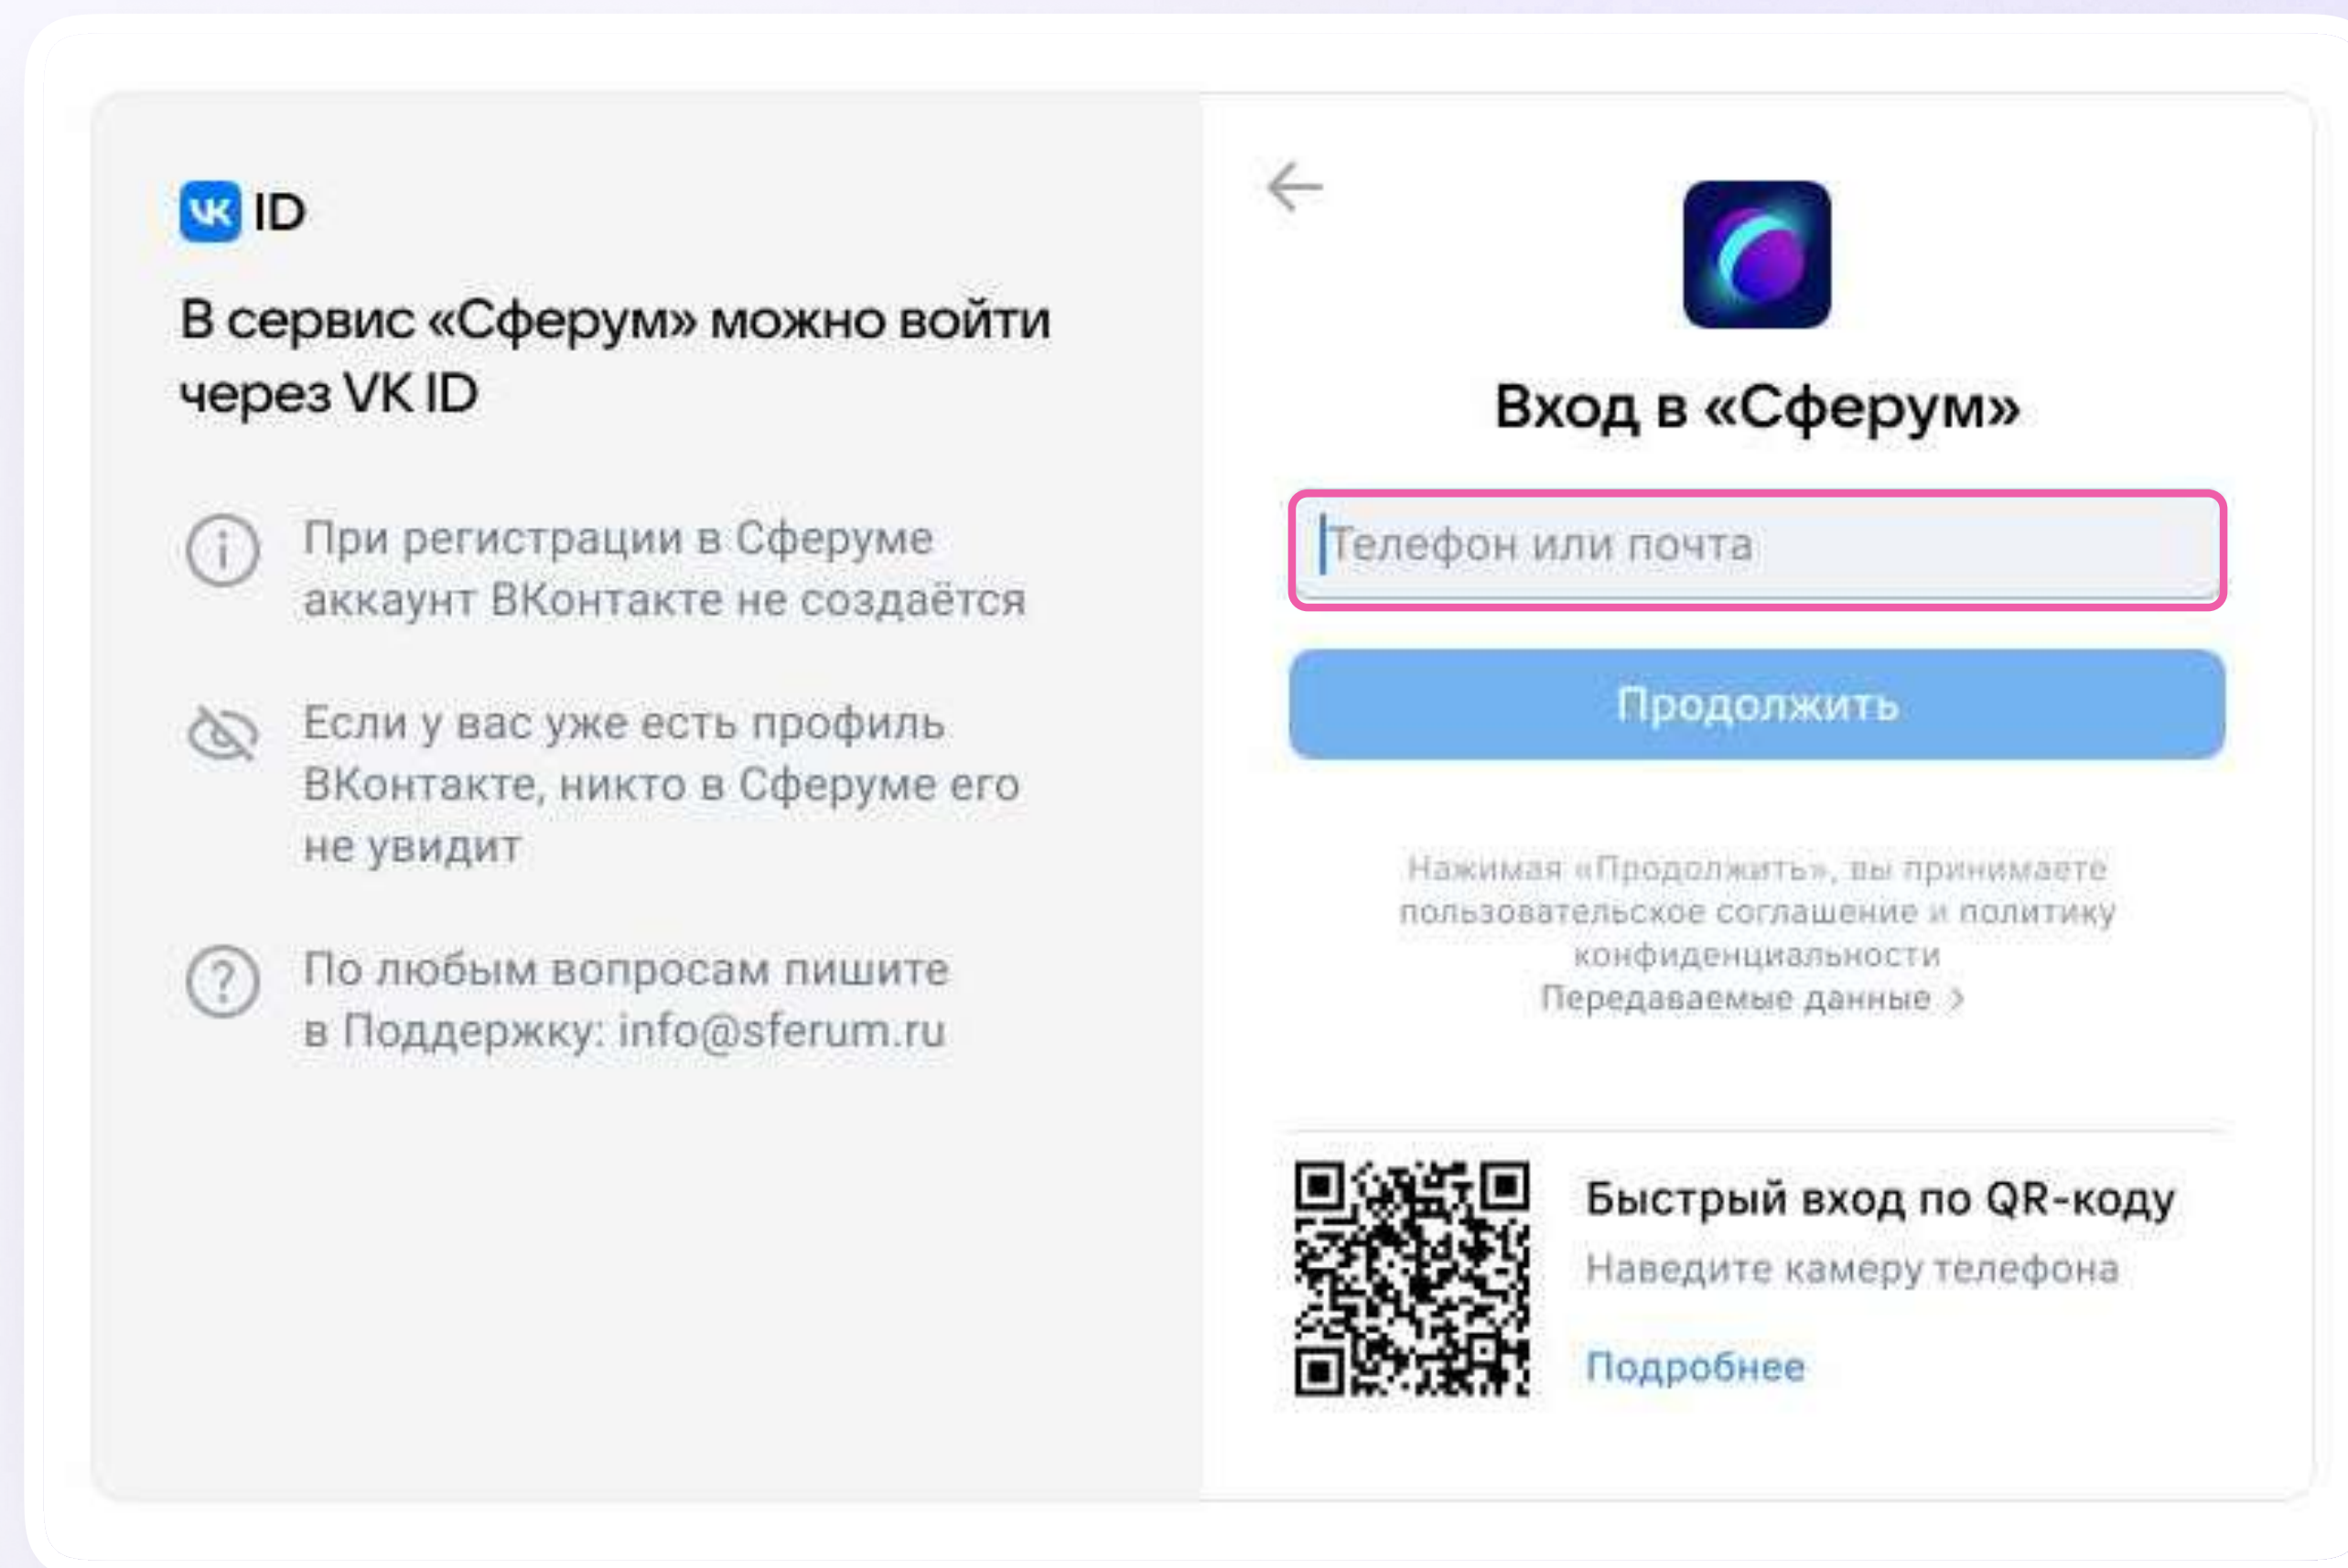 VK ID
В сервис «Сферум» можно войти
через VK ID
При регистрации в Сферуме
аккаунт ВКонтакте не создаётся
Если у вас уже есть профиль
ВКонтакте, никто в Сферуме его
не увидит
По любым вопросам пишите
в Поддержку: info@sferum.ru
Вход в «Сферум»
Телефон или почта
Продолжить
Нажимая «Продолжить», вы принимаете
пользовательское соглашение и политику
конфиденциальности
Передаваемые данные >
Быстрый вход по QR-коду
Наведите камеру телефона
Подробнее